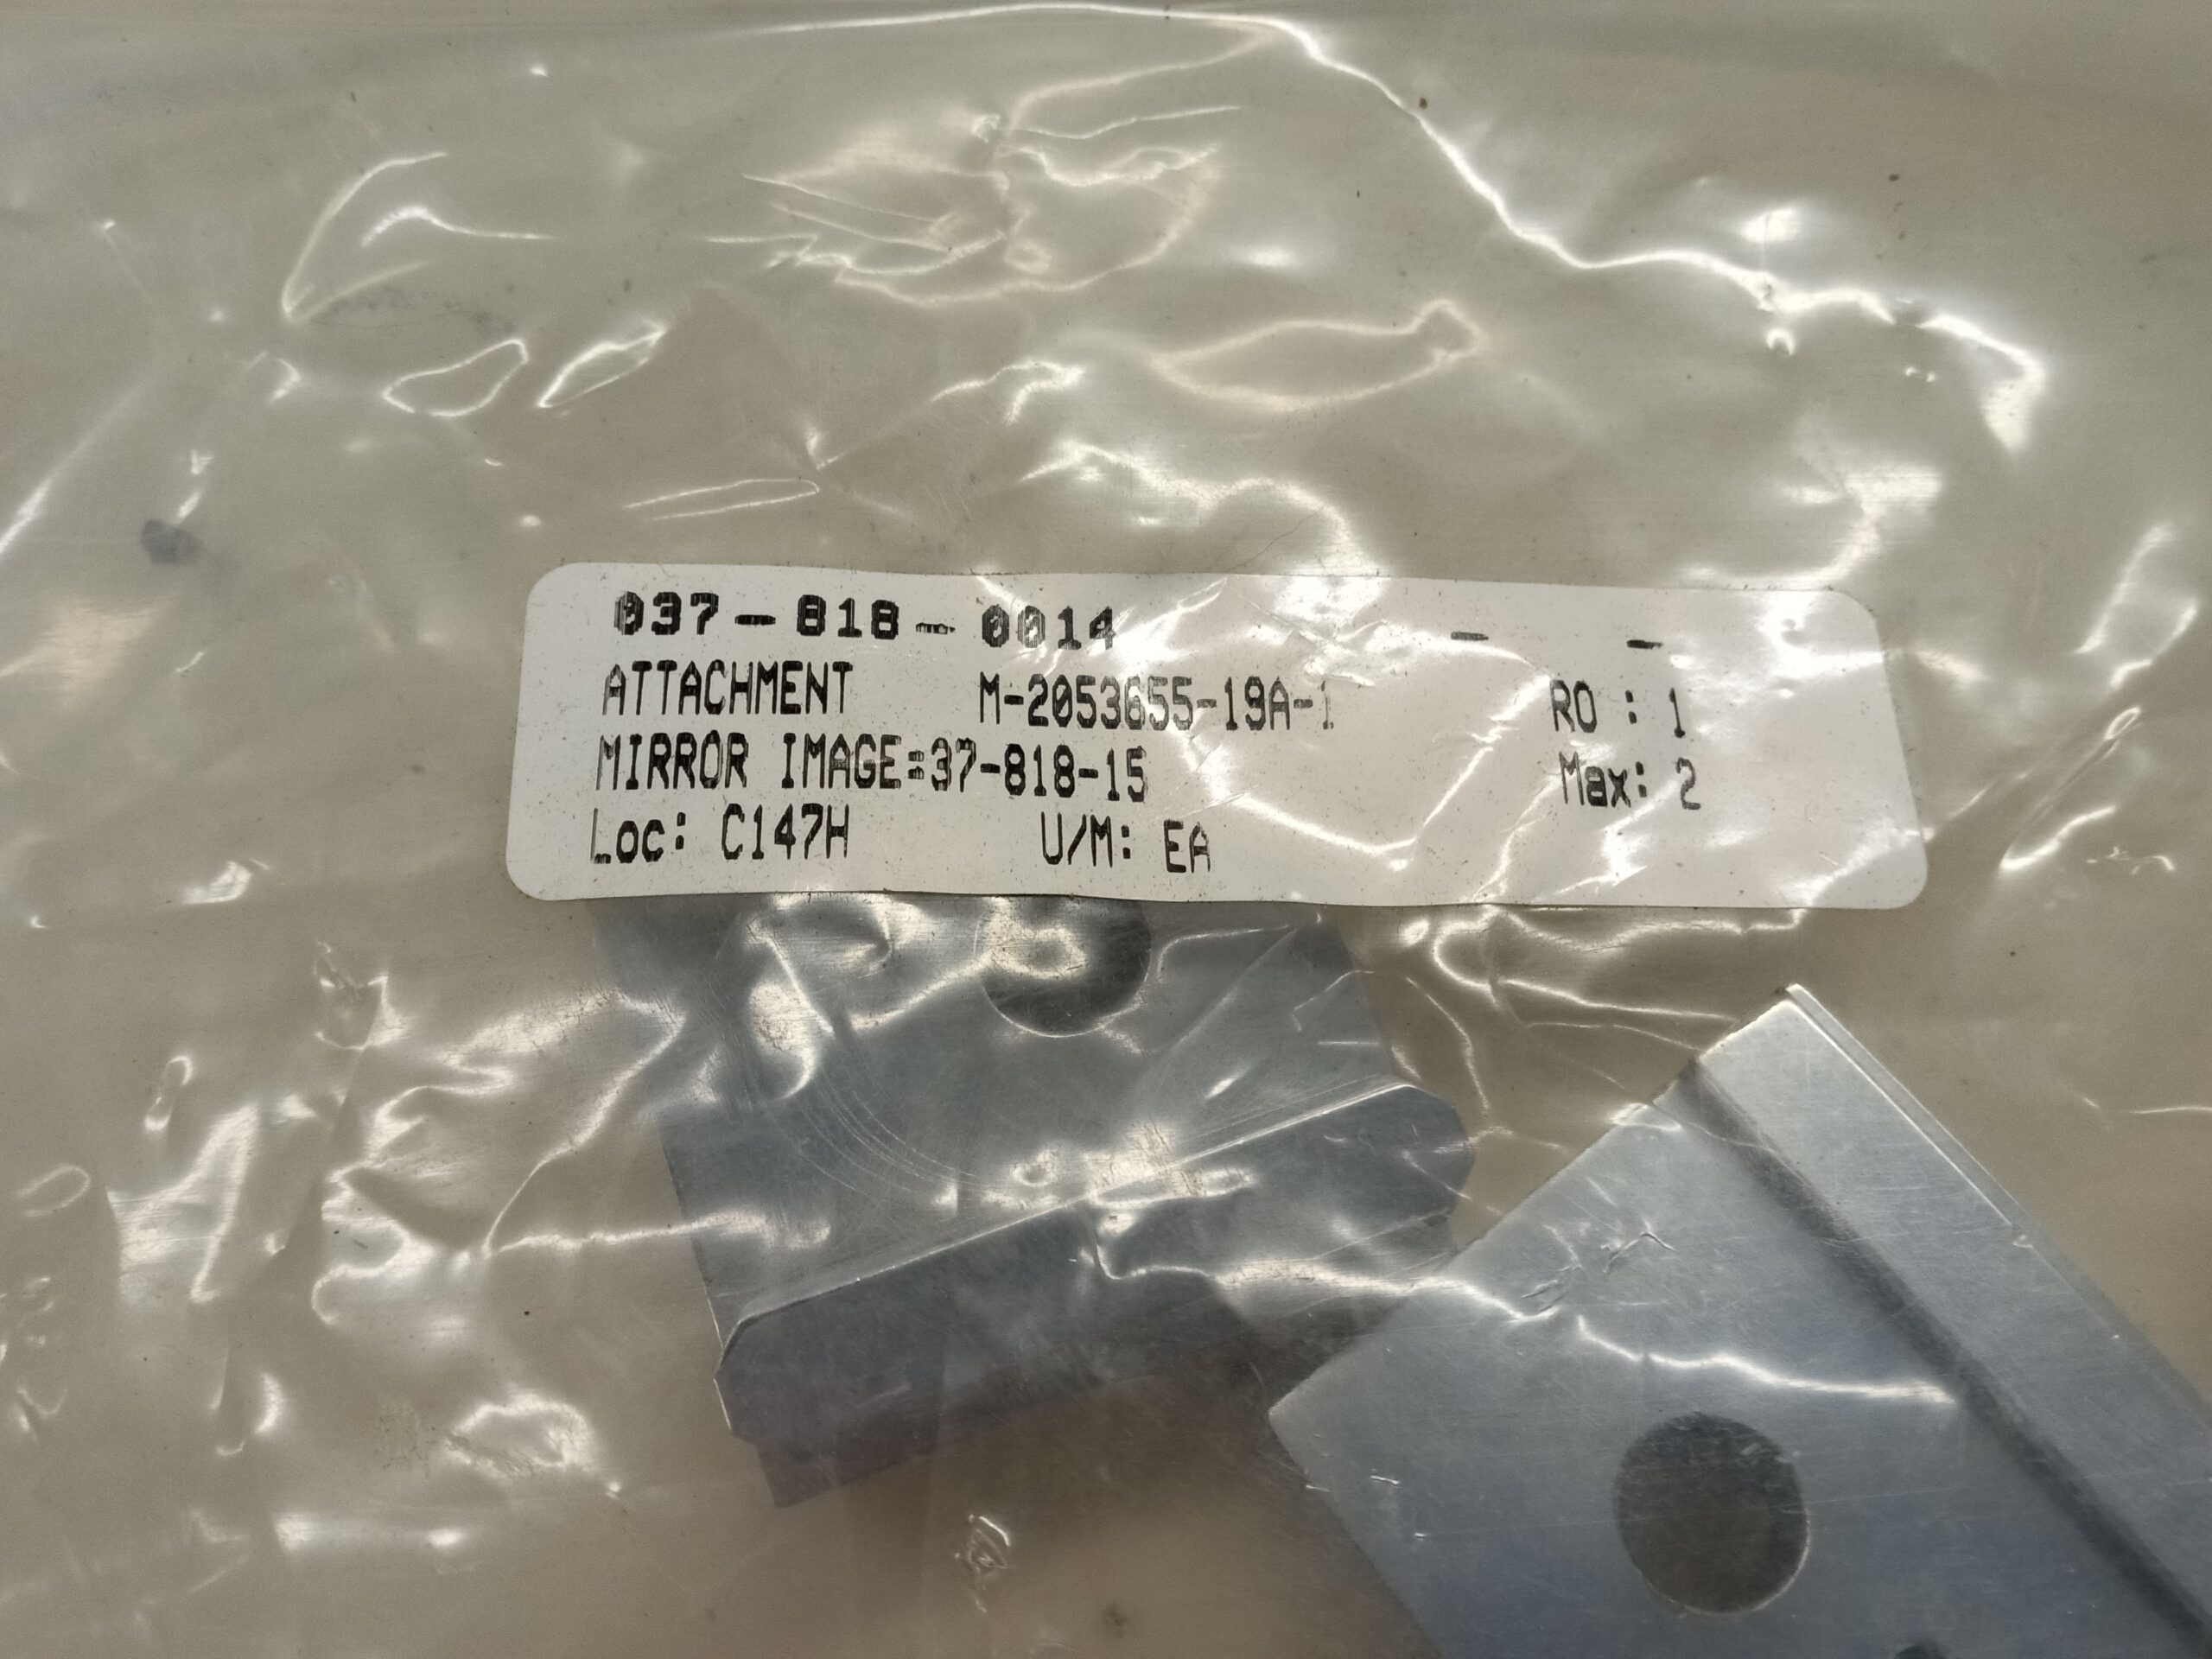 037-818-0014 - -
ATTACHMENT M-2053655-19A-1 RO : 1
MIRROR IMAGE=37-818-15 Max: 2
Loc: C147H U/M: EA